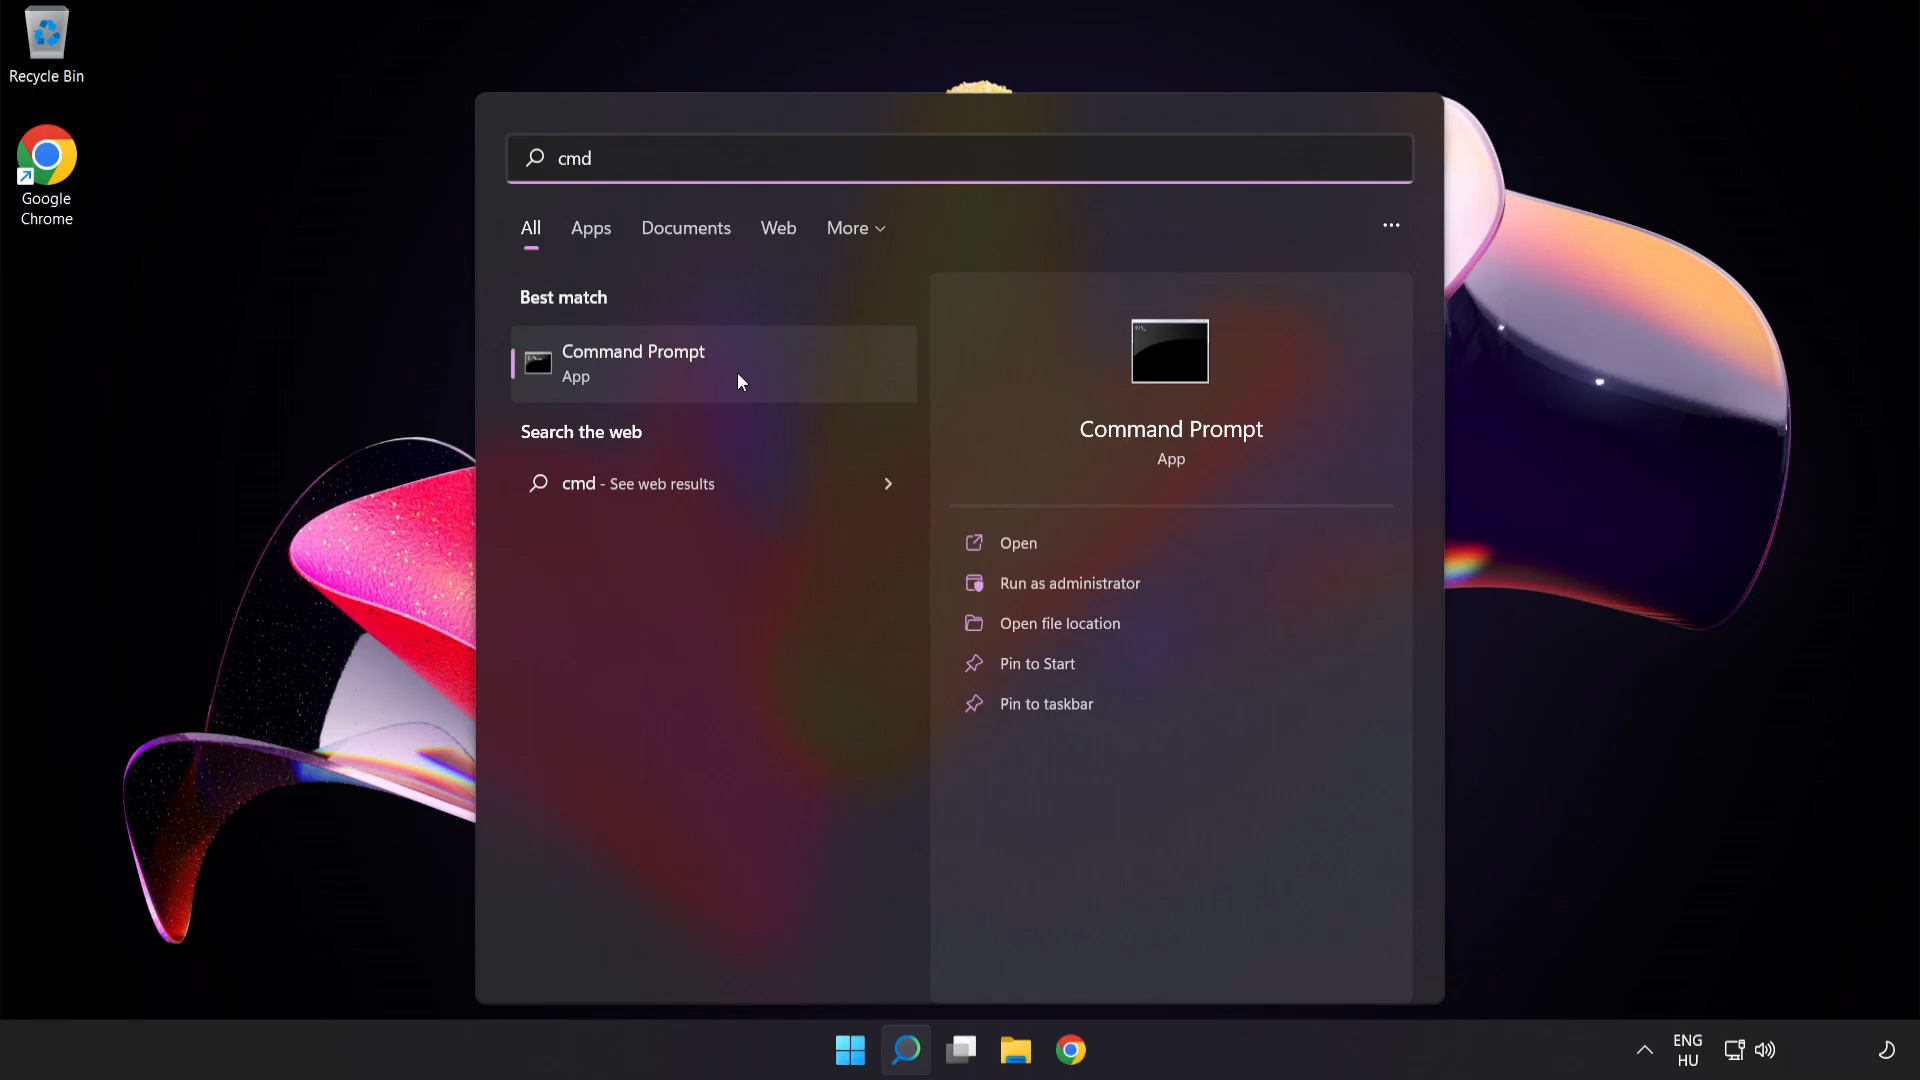 Recycle Bin
Google
Chrome
cmd
All
Apps
Documents
Web
More
Best match
Command Prompt
App
Search the web
cmd - See web results
Command Prompt
App
Open
Run as administrator
Open file location
Pin to Start
Pin to taskbar
ENG
HU